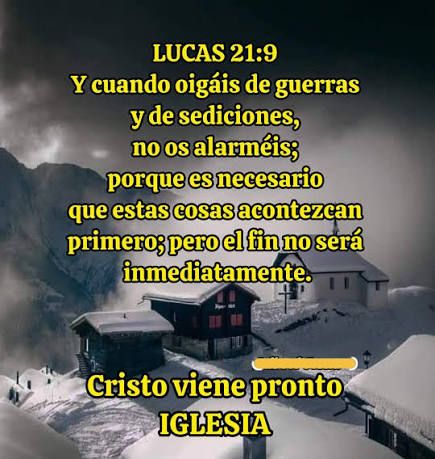 LUCAS 21:9
Y cuando oigáis de guerras
y de sediciones,
no os alarméis;
porque es necesario
que estas cosas acontezcan
primero; pero el fin no será
inmediatamente.
Cristo viene pronto
IGLESIA